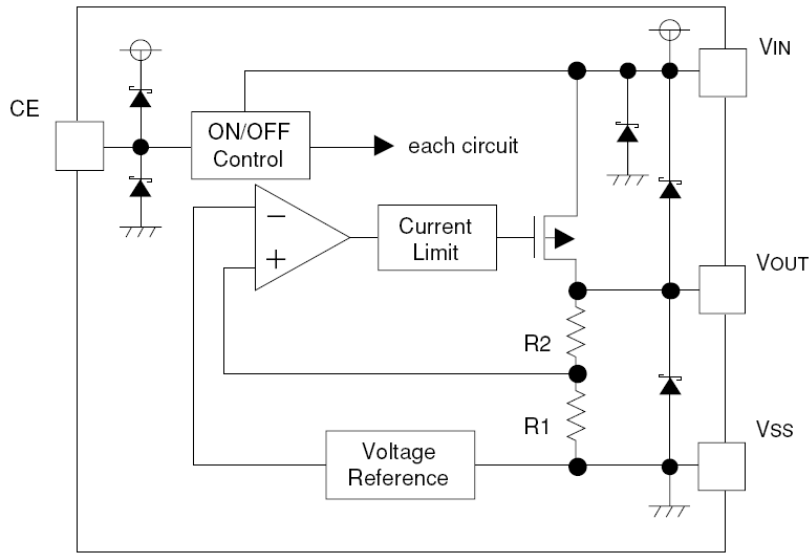 VIN
CE
ON/OFF
Control
each circuit
−
+
Current
Limit
VOUT
R2
R1
VSS
Voltage
Reference